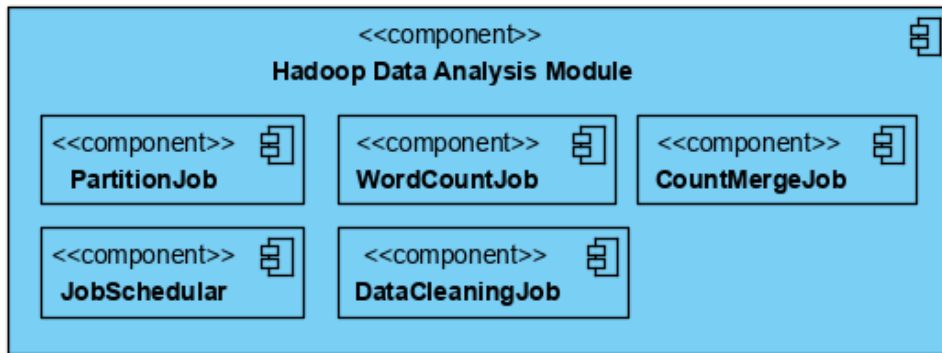 <<component>>
Hadoop Data Analysis Module
<<component>>
PartitionJob
<<component>>
WordCountJob
<<component>>
CountMergeJob
<<component>>
JobSchedular
<<component>>
DataCleaningJob